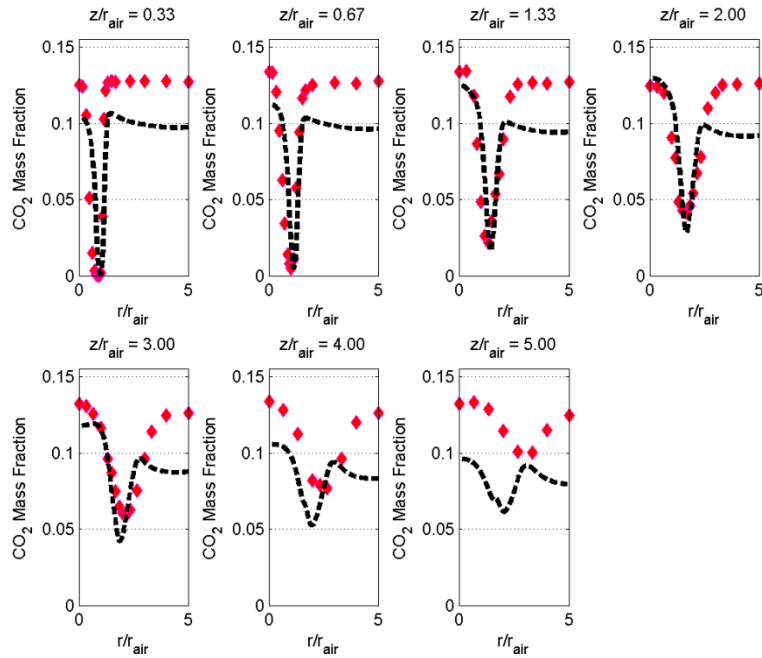 z/r_air = 0.33
z/r_air = 0.67
z/r_air = 1.33
z/r_air = 2.00
CO₂ Mass Fraction
0.15
0.1
0.05
0
0
5
r/r_air
CO₂ Mass Fraction
0.15
0.1
0.05
0
0
5
r/r_air
CO₂ Mass Fraction
0.15
0.1
0.05
0
0
5
r/r_air
CO₂ Mass Fraction
0.15
0.1
0.05
0
0
5
r/r_air
z/r_air = 3.00
z/r_air = 4.00
z/r_air = 5.00
CO₂ Mass Fraction
0.15
0.1
0.05
0
0
5
r/r_air
CO₂ Mass Fraction
0.15
0.1
0.05
0
0
5
r/r_air
CO₂ Mass Fraction
0.15
0.1
0.05
0
0
5
r/r_air